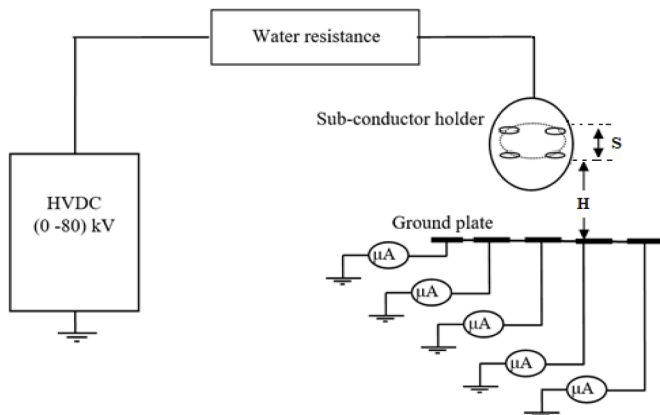 Water resistance
Sub-conductor holder
S
HVDC
(0 -80) kV
H
Ground plate
µA
µA
µA
µA
µA